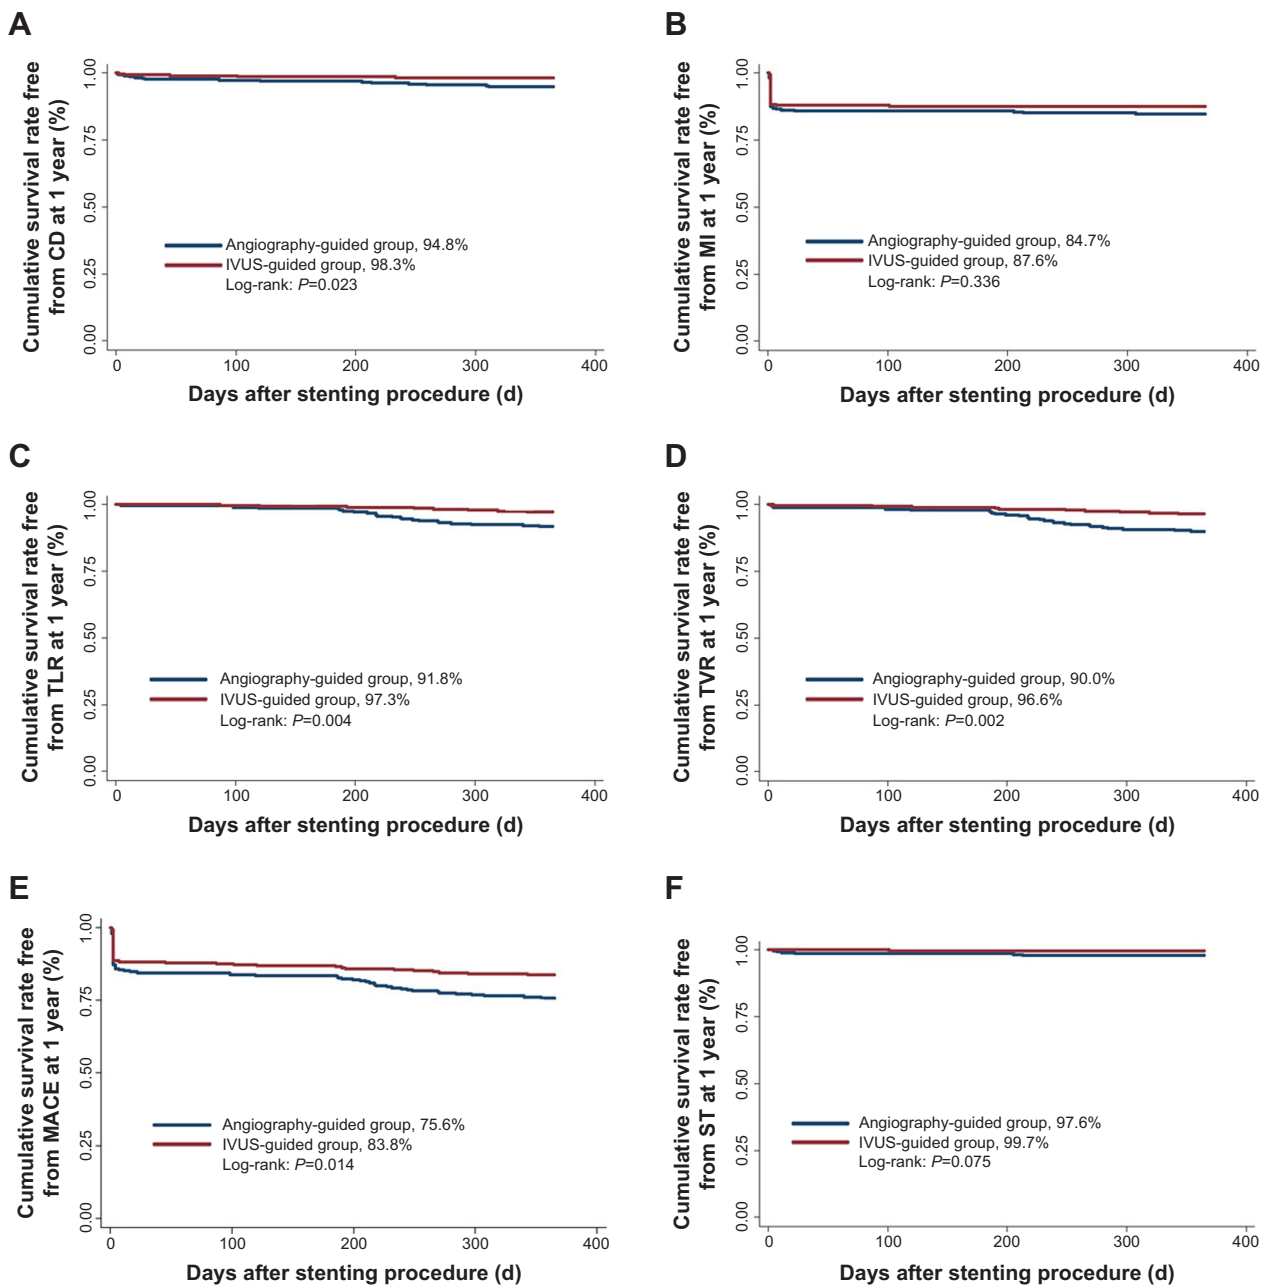 A
Cumulative survival rate free
from CD at 1 year (%)
1.00
0.75
0.50
0.25
0.00
Angiography-guided group, 94.8%
IVUS-guided group, 98.3%
Log-rank: P=0.023
0 100 200 300 400
Days after stenting procedure (d)
B
Cumulative survival rate free
from MI at 1 year (%)
1.00
0.75
0.50
0.25
0.00
Angiography-guided group, 84.7%
IVUS-guided group, 87.6%
Log-rank: P=0.336
0 100 200 300 400
Days after stenting procedure (d)
C
Cumulative survival rate free
from TLR at 1 year (%)
1.00
0.75
0.50
0.25
0.00
Angiography-guided group, 91.8%
IVUS-guided group, 97.3%
Log-rank: P=0.004
0 100 200 300 400
Days after stenting procedure (d)
D
Cumulative survival rate free
from TVR at 1 year (%)
1.00
0.75
0.50
0.25
0.00
Angiography-guided group, 90.0%
IVUS-guided group, 96.6%
Log-rank: P=0.002
0 100 200 300 400
Days after stenting procedure (d)
E
Cumulative survival rate free
from MACE at 1 year (%)
1.00
0.75
0.50
0.25
0.00
Angiography-guided group, 75.6%
IVUS-guided group, 83.8%
Log-rank: P=0.014
0 100 200 300 400
Days after stenting procedure (d)
F
Cumulative survival rate free
from ST at 1 year (%)
1.00
0.75
0.50
0.25
0.00
Angiography-guided group, 97.6%
IVUS-guided group, 99.7%
Log-rank: P=0.075
0 100 200 300 400
Days after stenting procedure (d)